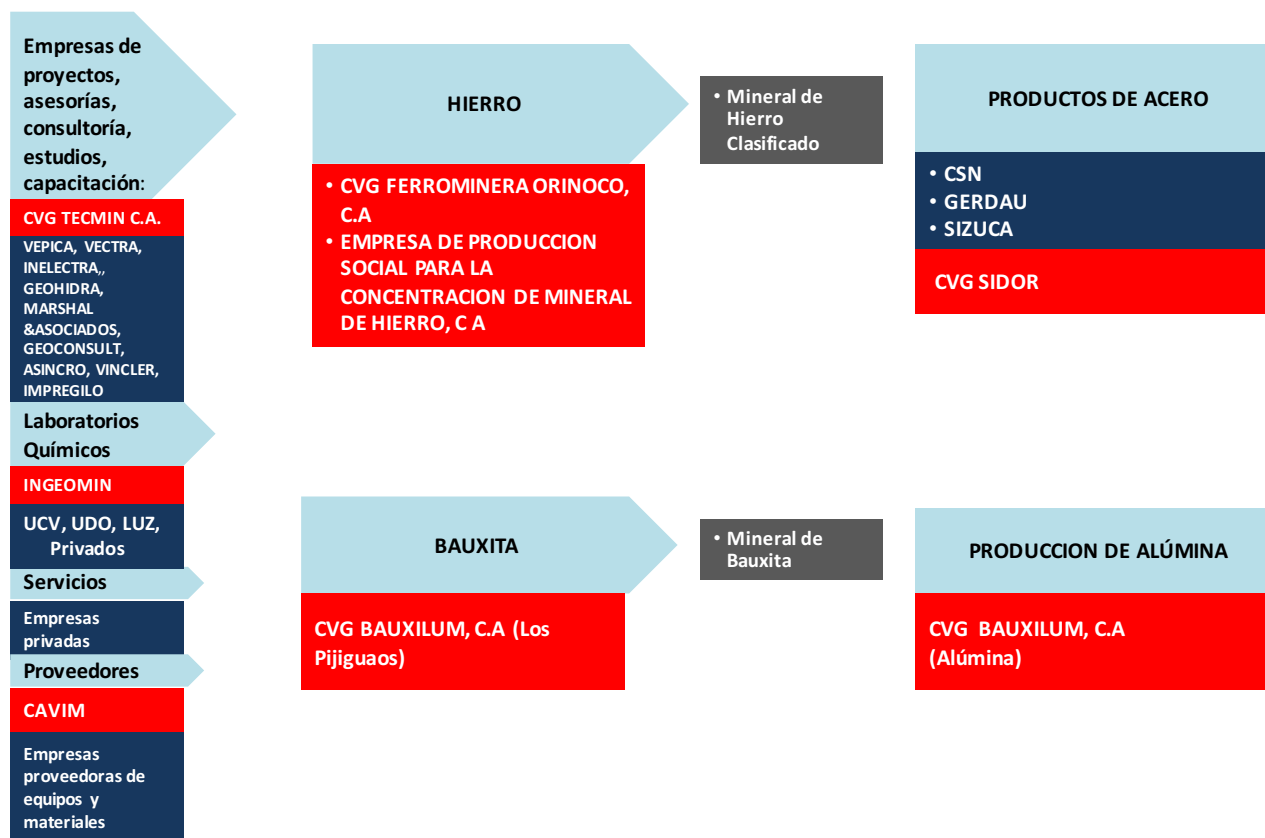 Empresas de
proyectos,
asesorías,
consultoría,
estudios,
capacitación:
CVG TECMIN C.A.
VEPICA, VECTRA,
INELECTRA,,
GEOHIDRA,
MARSHAL
&ASOCIADOS,
GEOCONSULT,
ASINCRO, VINCLER,
IMPREGILO
Laboratorios
Químicos
INGEOMIN
UCV, UDO, LUZ,
Privados
Servicios
Empresas
privadas
Proveedores
CAVIM
Empresas
proveedoras de
equipos y
materiales
HIERRO
• CVG FERROMINERA ORINOCO,
C.A
• EMPRESA DE PRODUCCION
SOCIAL PARA LA
CONCENTRACION DE MINERAL
DE HIERRO, C A
• Mineral de
Hierro
Clasificado
PRODUCTOS DE ACERO
• CSN
• GERDAU
• SIZUCA
CVG SIDOR
BAUXITA
CVG BAUXILUM, C.A (Los
Pijiguaos)
• Mineral de
Bauxita
PRODUCCION DE ALÚMINA
CVG BAUXILUM, C.A
(Alúmina)